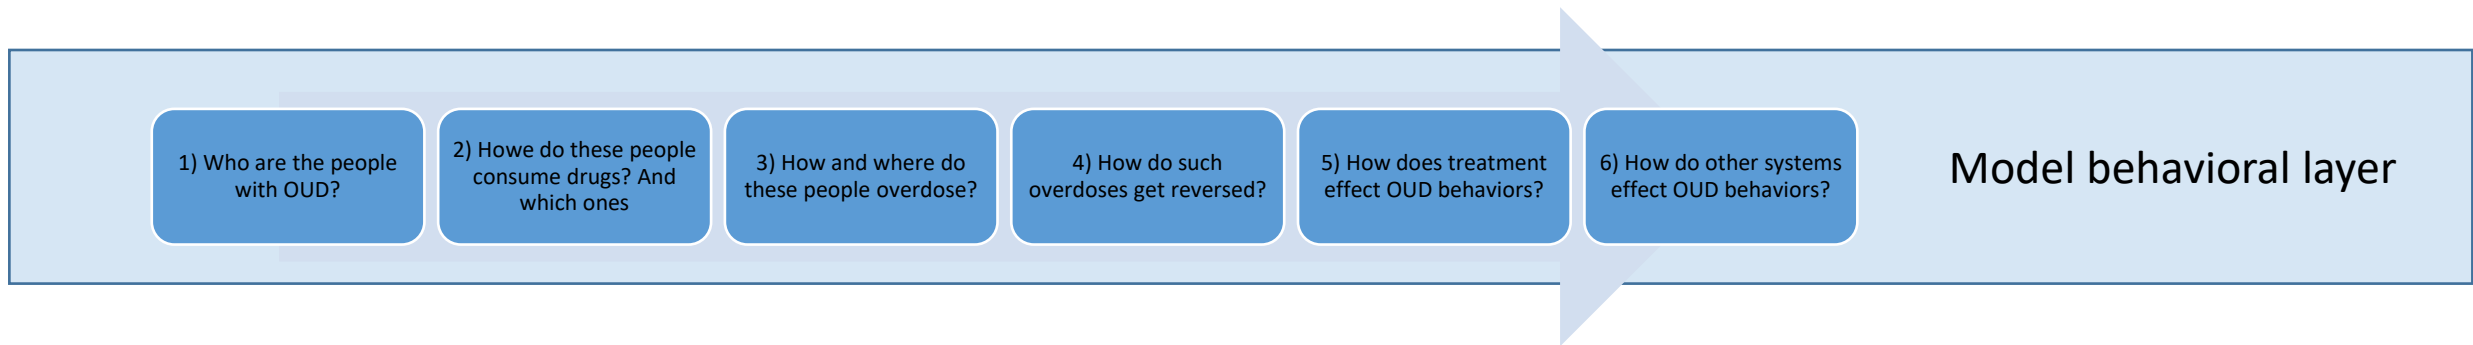 1) Who are the people
with OUD?
2) Howe do these people
consume drugs? And
which ones
3) How and where do
these people overdose?
4) How do such
overdoses get reversed?
5) How does treatment
effect OUD behaviors?
6) How do other systems
effect OUD behaviors?
Model behavioral layer